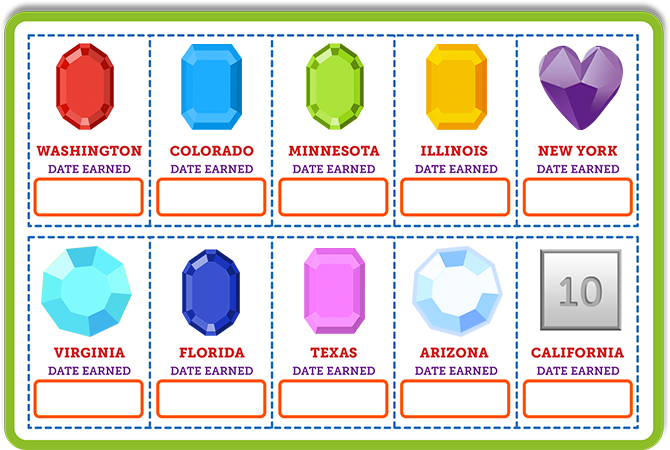 WASHINGTON COLORADO MINNESOTA ILLINOIS NEW YORK
DATE EARNED DATE EARNED DATE EARNED DATE EARNED DATE EARNED
10
VIRGINIA FLORIDA TEXAS ARIZONA CALIFORNIA
DATE EARNED DATE EARNED DATE EARNED DATE EARNED DATE EARNED